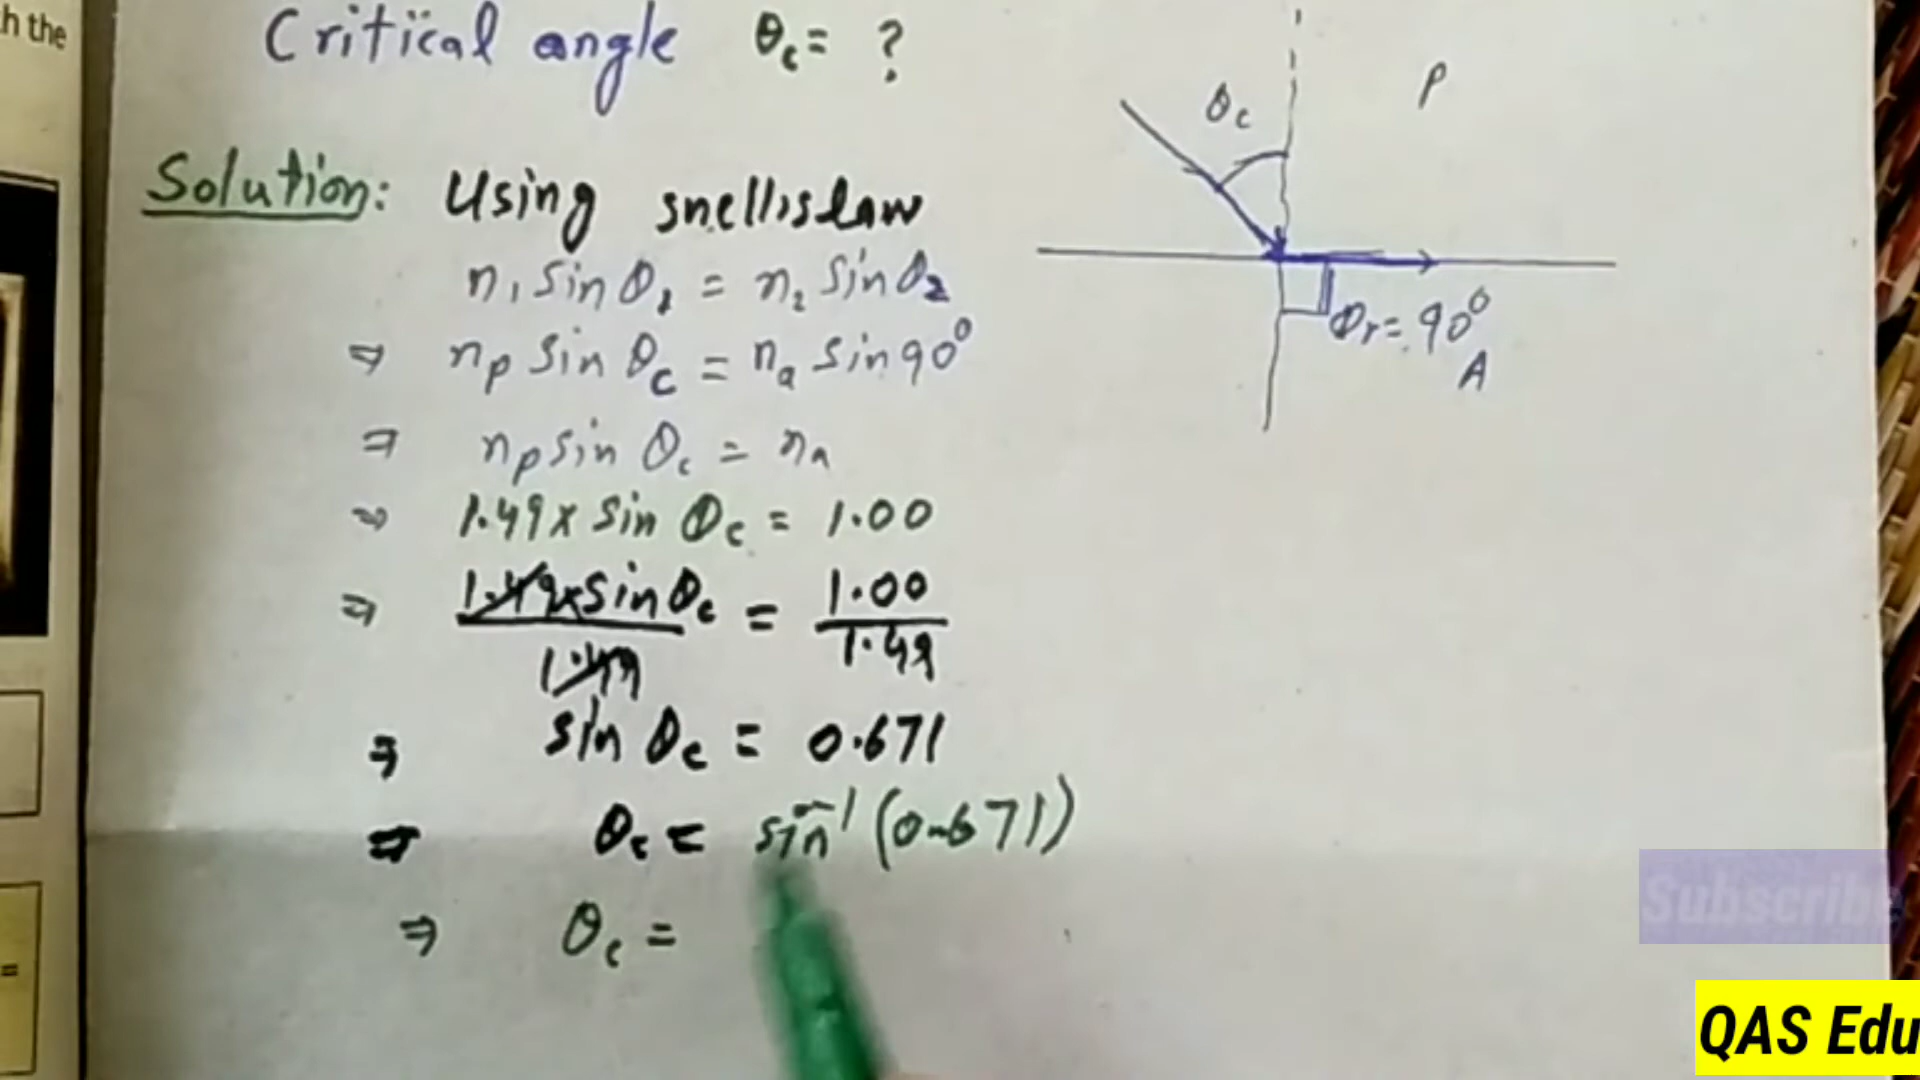 h the
Critical angle θc = ?
θc
P
Solution: Using snell's law
n₁ sin θ₁ = n₂ sin θ₂
⇒ np sin θc = na sin 90°
θr = 90°
A
⇒ np sin θc = na
⇒ 1.49 x sin θc = 1.00
⇒ 1.49 x sin θc / 1.49 = 1.00 / 1.49
⇒ sin θc = 0.671
⇒ θc = sin⁻¹ (0.671)
⇒ θc =
=
Subscribe
QAS Edu